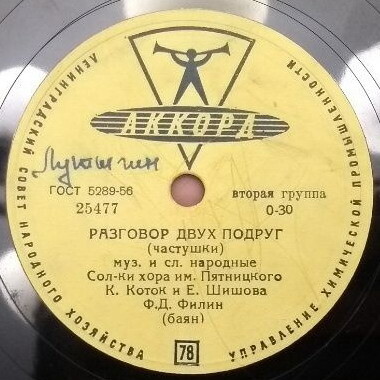 ЛЕНИНГРАДСКИЙ СОВЕТ НАРОДНОГО ХОЗЯЙСТВА
УПРАВЛЕНИЕ ХИМИЧЕСКОЙ ПРОМЫШЛЕННОСТИ
АККОРД
ГОСТ 5289-56
25477
вторая группа
0-30
РАЗГОВОР ДВУХ ПОДРУГ
(частушки)
муз. и сл. народные
Сол-ки хора им. Пятницкого
К. Коток и Е. Шишова
Ф.Д. Филин
(баян)
78